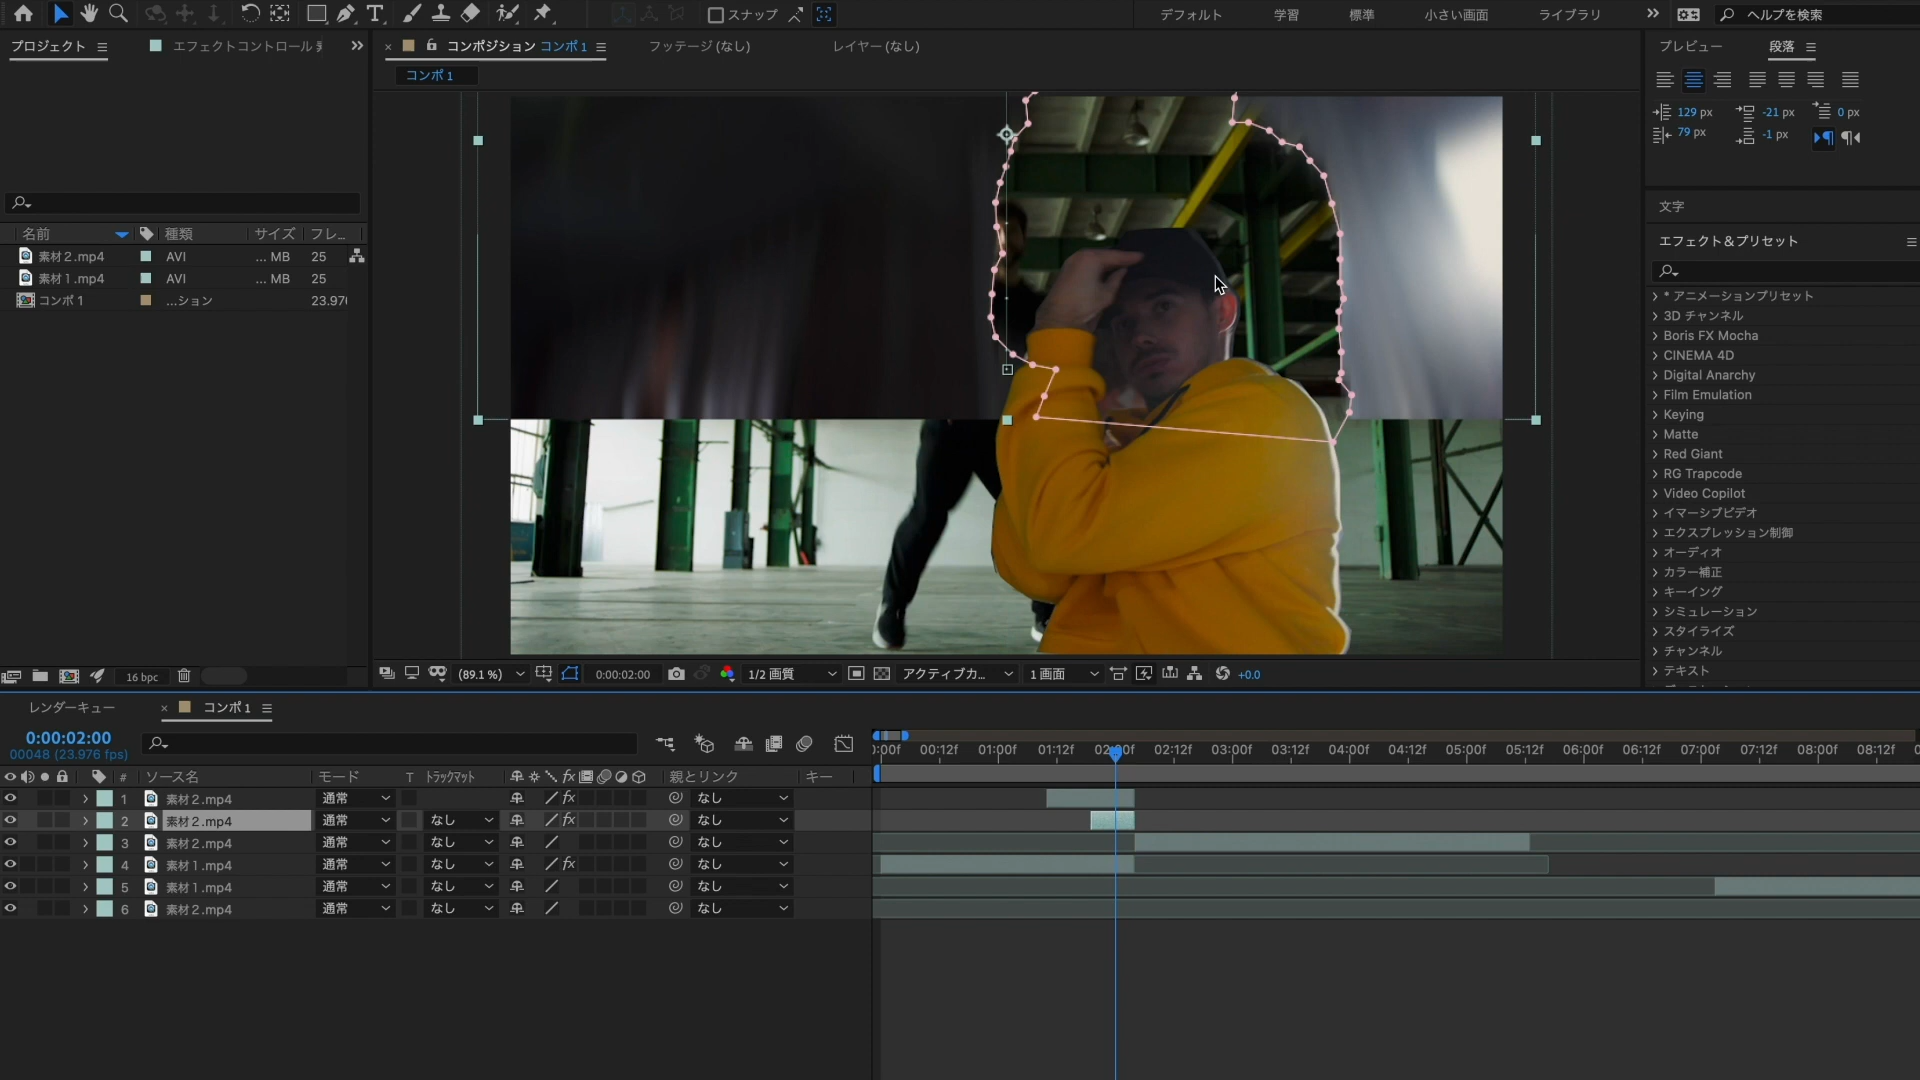 スナップ
デフォルト 学習 標準 小さい画面 ライブラリ ヘルプを検索
プロジェクト エフェクトコントロール コンポジション コンポ 1 フッテージ (なし) レイヤー (なし) プレビュー 段落
コンポ 1
129 px -21 px 0 px
79 px -1 px
文字
エフェクト＆プリセット
名前 種類 サイズ フレ...
素材2.mp4 AVI ... MB 25
素材1.mp4 AVI ... MB 25
コンポ 1 ...ション 23.976
* アニメーションプリセット
3D チャンネル
Boris FX Mocha
CINEMA 4D
Digital Anarchy
Film Emulation
Keying
Matte
Red Giant
RG Trapcode
Video Copilot
イマーシブビデオ
エクスプレッション制御
オーディオ
カラー補正
キーイング
シミュレーション
スタイライズ
チャンネル
テキスト
16 bpc (89.1 %) 0:00:02:00 1/2 画質 アクティブカ... 1 画面 +0.0
レンダーキュー コンポ 1
0:00:02:00
00048 (23.976 fps)
:00f 00:12f 01:00f 01:12f 02:00f 02:12f 03:00f 03:12f 04:00f 04:12f 05:00f 05:12f 06:00f 06:12f 07:00f 07:12f 08:00f 08:12f
# ソース名 モード T トラックマット fx 親とリンク キー
1 素材2.mp4 通常 fx なし
2 素材2.mp4 通常 なし fx なし
3 素材2.mp4 通常 なし なし
4 素材1.mp4 通常 なし fx なし
5 素材1.mp4 通常 なし なし
6 素材2.mp4 通常 なし なし